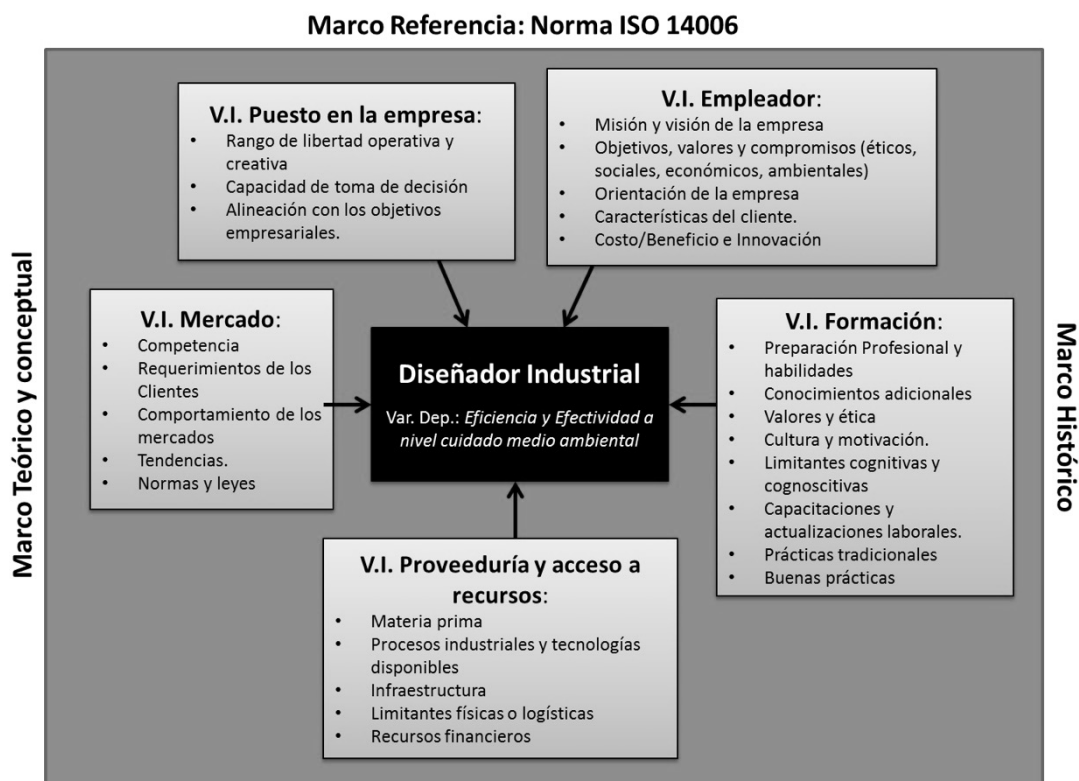 Marco Referencia: Norma ISO 14006
Marco Teórico y conceptual
V.I. Puesto en la empresa:
• Rango de libertad operativa y
creativa
• Capacidad de toma de decisión
• Alineación con los objetivos
empresariales.
V.I. Empleador:
• Misión y visión de la empresa
• Objetivos, valores y compromisos (éticos,
sociales, económicos, ambientales)
• Orientación de la empresa
• Características del cliente.
• Costo/Beneficio e Innovación
V.I. Mercado:
• Competencia
• Requerimientos de los
Clientes
• Comportamiento de los
mercados
• Tendencias.
• Normas y leyes
Diseñador Industrial
Var. Dep.: Eficiencia y Efectividad a
nivel cuidado medio ambiental
V.I. Formación:
• Preparación Profesional y
habilidades
• Conocimientos adicionales
• Valores y ética
• Cultura y motivación.
• Limitantes cognitivas y
cognoscitivas
• Capacitaciones y
actualizaciones laborales.
• Prácticas tradicionales
• Buenas prácticas
V.I. Proveeduría y acceso a
recursos:
• Materia prima
• Procesos industriales y tecnologías
disponibles
• Infraestructura
• Limitantes físicas o logísticas
• Recursos financieros
Marco Histórico